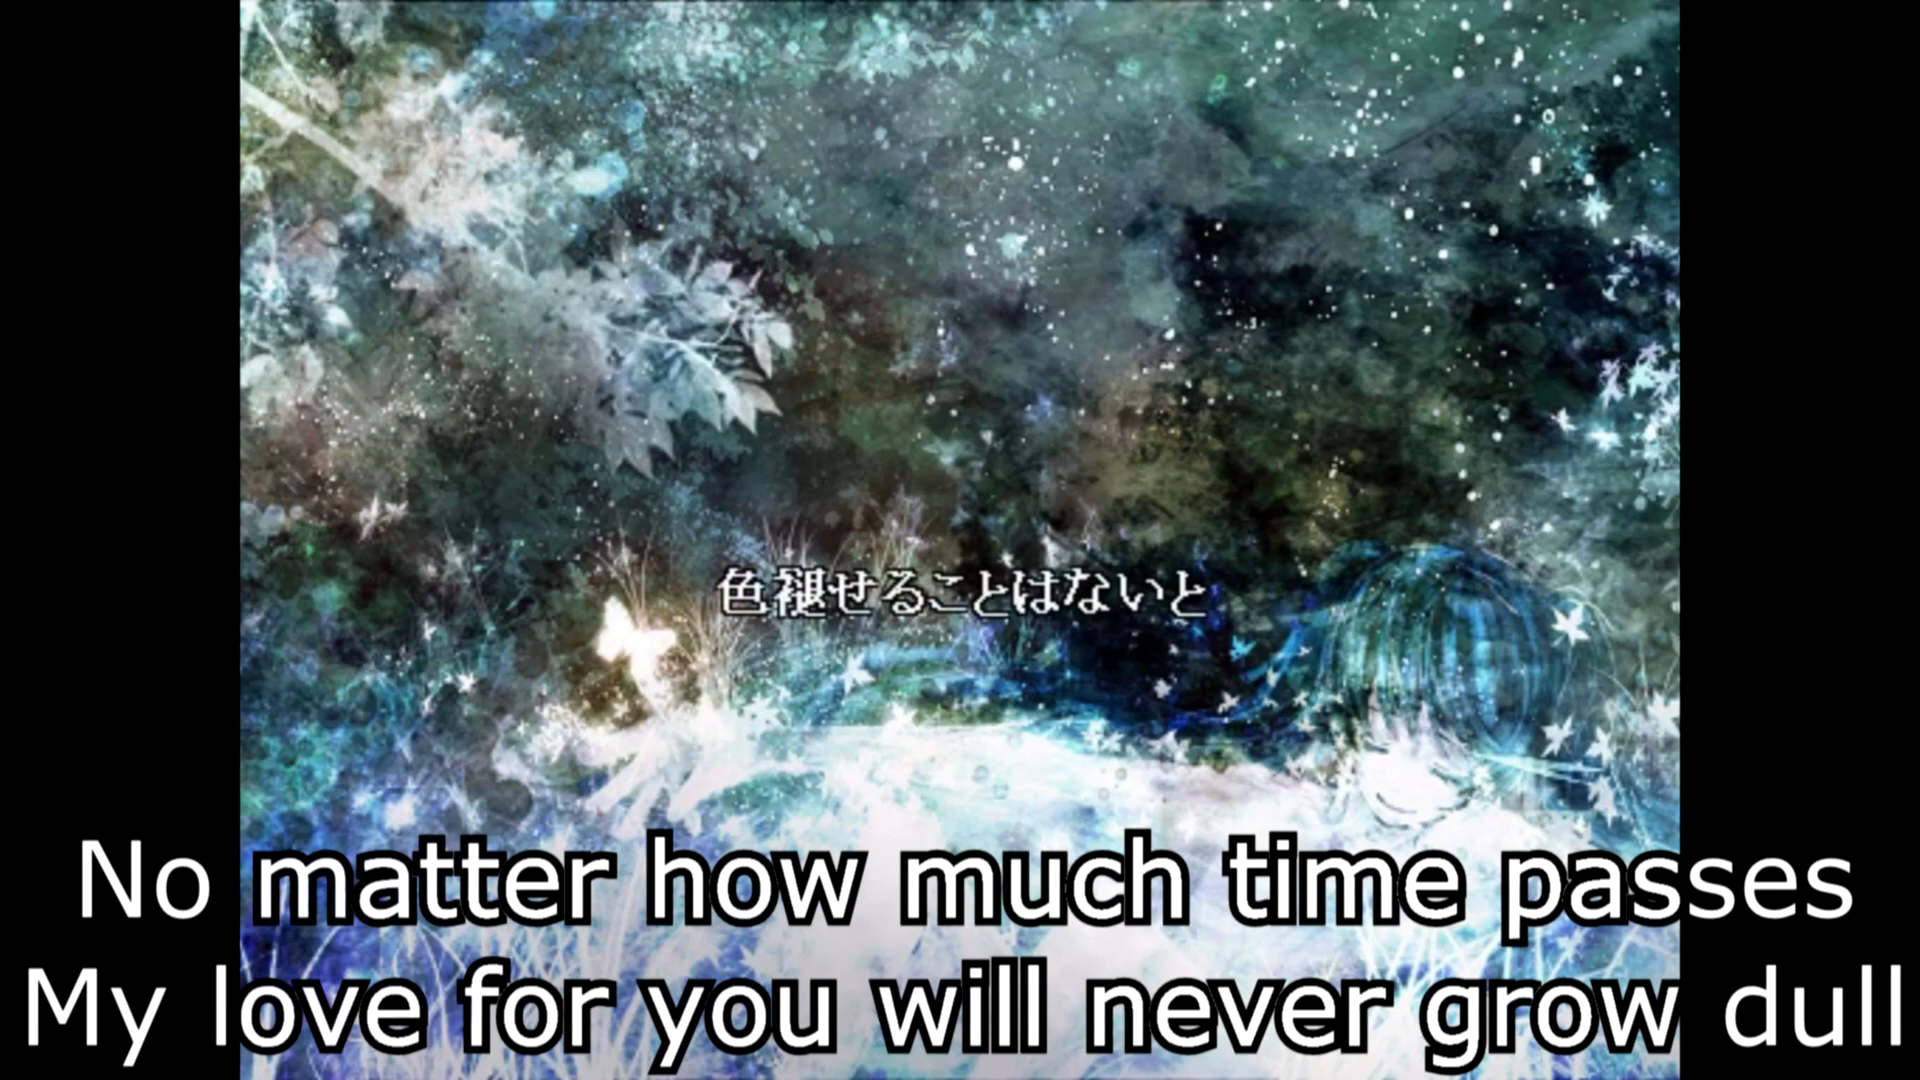 色褪せることはないと
No matter how much time passes
My love for you will never grow dull